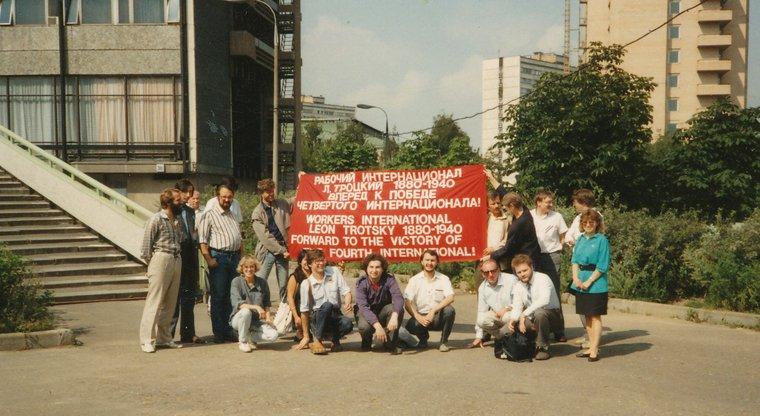 РАБОЧИЙ ИНТЕРНАЦИОНАЛ
Л. ТРОЦКИЙ 1880-1940
ВПЕРЕД К ПОБЕДЕ
ЧЕТВЕРТОГО ИНТЕРНАЦИОНАЛА!
WORKERS INTERNATIONAL
LEON TROTSKY 1880-1940
FORWARD TO THE VICTORY OF
THE FOURTH INTERNATIONAL!